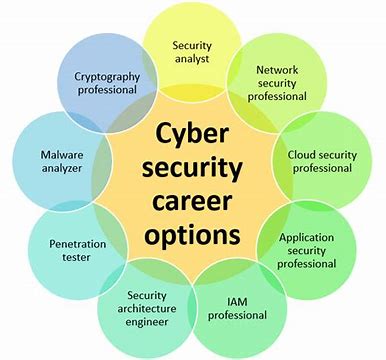 Security
analyst
Network
security
professional
Cloud security
professional
Application
security
professional
IAM
professional
Security
architecture
engineer
Penetration
tester
Malware
analyzer
Cryptography
professional
Cyber
security
career
options